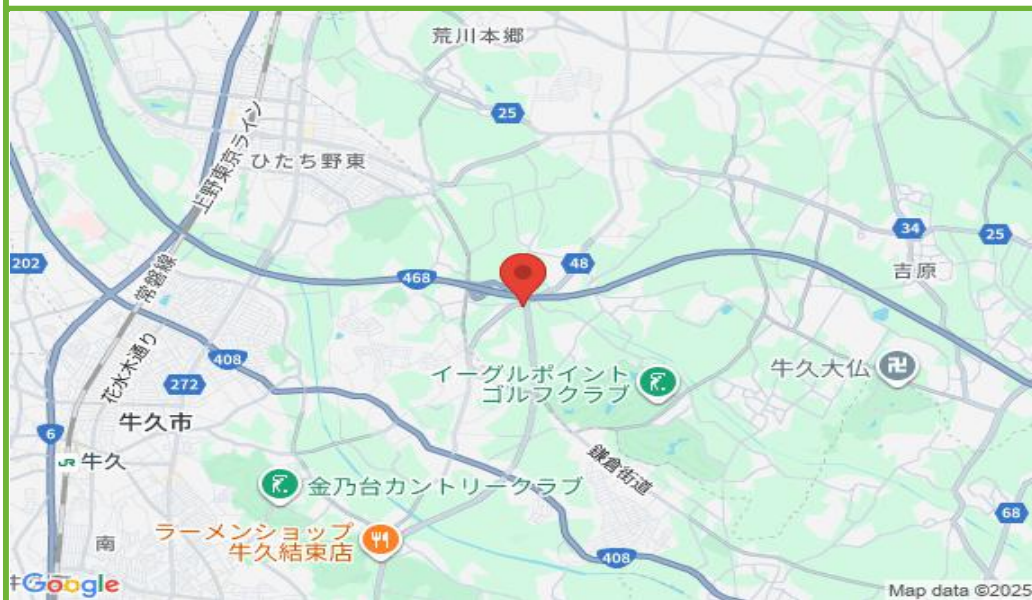 荒川本郷
25
上野東京ライン
ひたち野東
202
常磐線
468
48
34
25
吉原
花水木通り
408
272
イーグルポイント
ゴルフクラブ
牛久大仏
牛久市
6
JR 牛久
金乃台カントリークラブ
鎌倉街道
68
ラーメンショップ
牛久結束店
南
408
Google
Map data ©2025